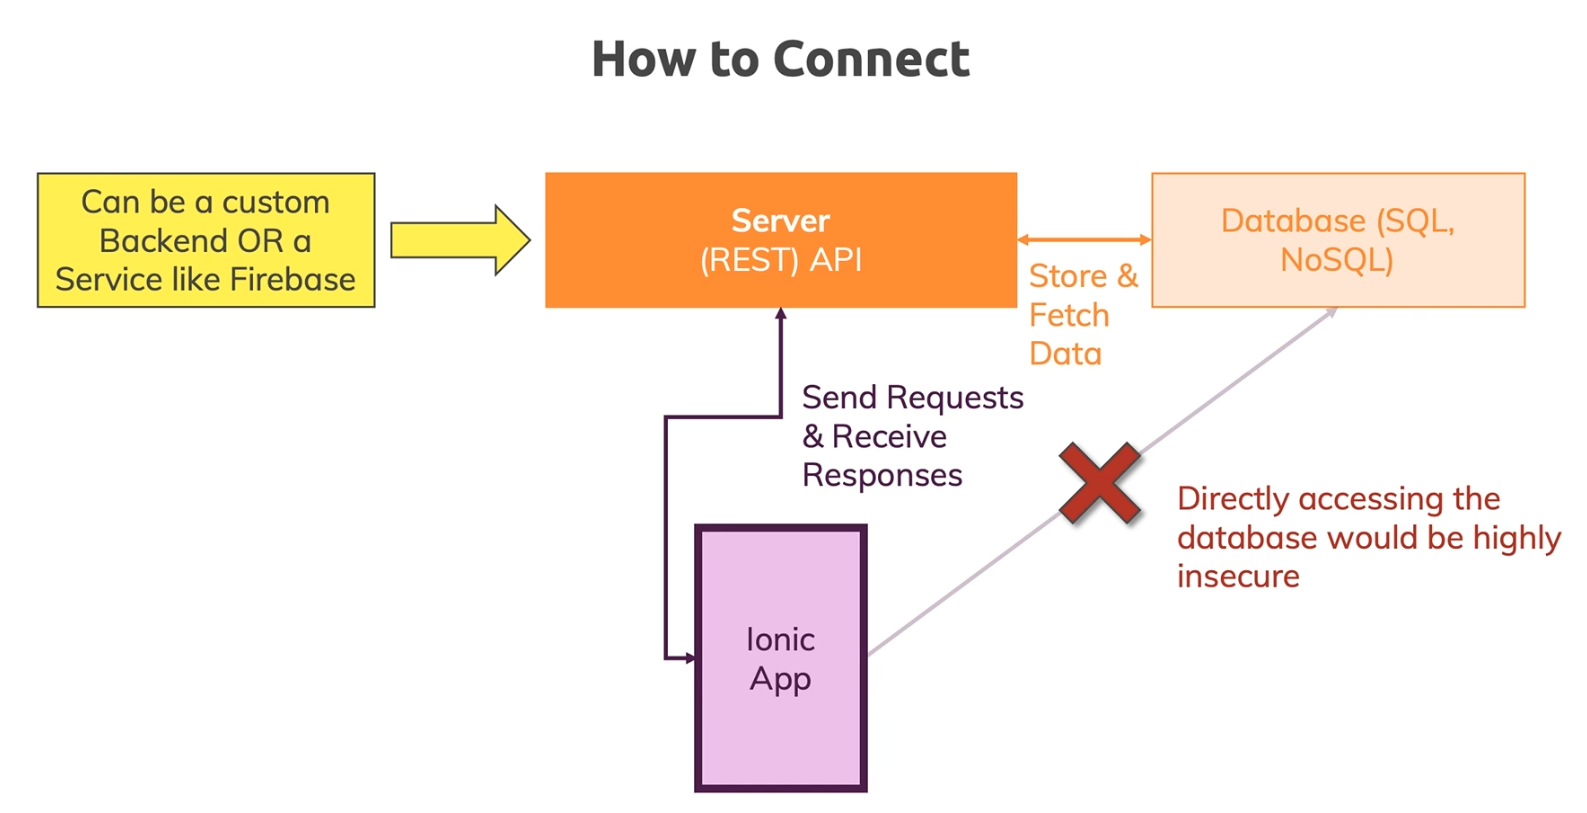 How to Connect
Can be a custom
Backend OR a
Service like Firebase
Server
(REST) API
Database (SQL,
NoSQL)
Store &
Fetch
Data
Send Requests
& Receive
Responses
Directly accessing the
database would be highly
insecure
Ionic
App